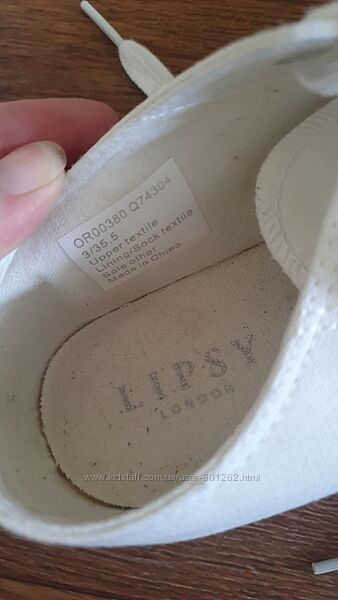 OR00380 Q74304
3/35.5
Upper textile
Lining/Sock textile
Sole other
Made in China
LIPSY
LONDON
www.kidstaff.com.ua/user-801262.html